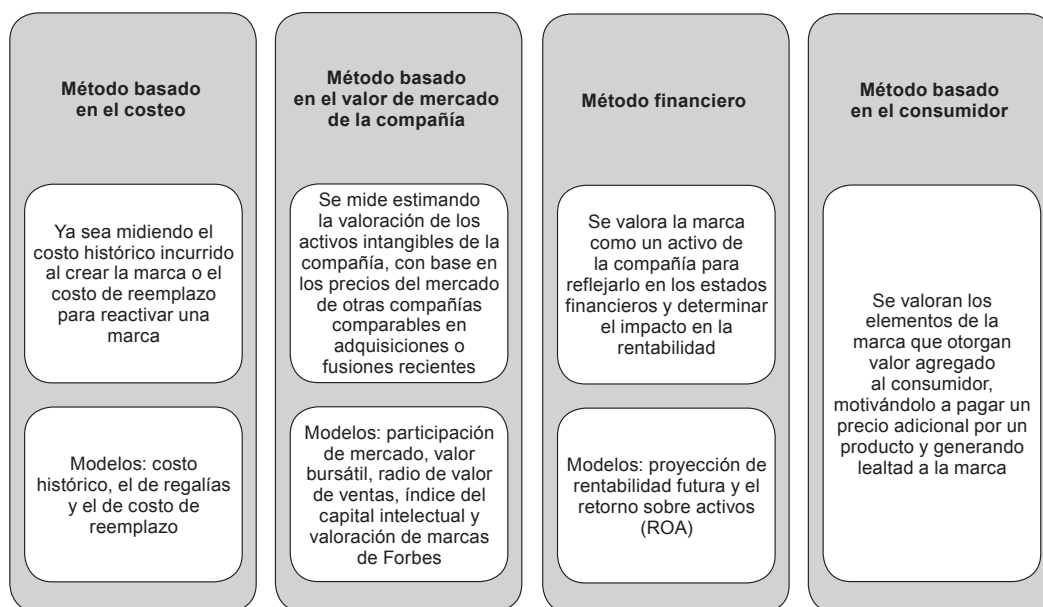 Método basado
en el costeo
Ya sea midiendo el
costo histórico incurrido
al crear la marca o el
costo de reemplazo
para reactivar una
marca
Modelos: costo
histórico, el de regalías
y el de costo de
reemplazo
Método basado
en el valor de mercado
de la compañía
Se mide estimando
la valoración de los
activos intangibles de la
compañía, con base en
los precios del mercado
de otras compañías
comparables en
adquisiciones o
fusiones recientes
Modelos: participación
de mercado, valor
bursátil, radio de valor
de ventas, índice del
capital intelectual y
valoración de marcas
de Forbes
Método financiero
Se valora la marca
como un activo de
la compañía para
reflejarlo en los estados
financieros y determinar
el impacto en la
rentabilidad
Modelos: proyección de
rentabilidad futura y el
retorno sobre activos
(ROA)
Método basado
en el consumidor
Se valoran los
elementos de la
marca que otorgan
valor agregado
al consumidor,
motivándolo a pagar un
precio adicional por un
producto y generando
lealtad a la marca